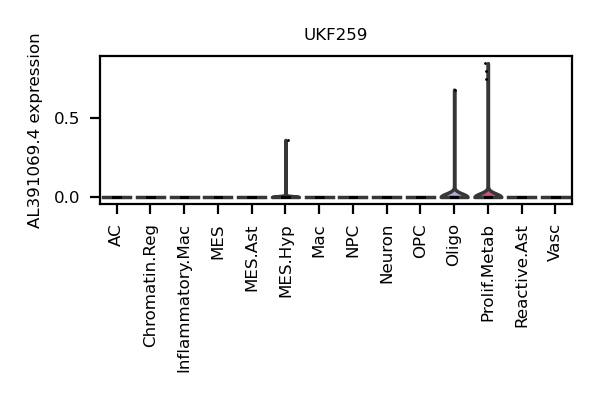 UKF259
AL391069.4 expression
0.5
0.0
AC
Chromatin.Reg
Inflammatory.Mac
MES
MES.Ast
MES.Hyp
Mac
NPC
Neuron
OPC
Oligo
Prolif.Metab
Reactive.Ast
Vasc